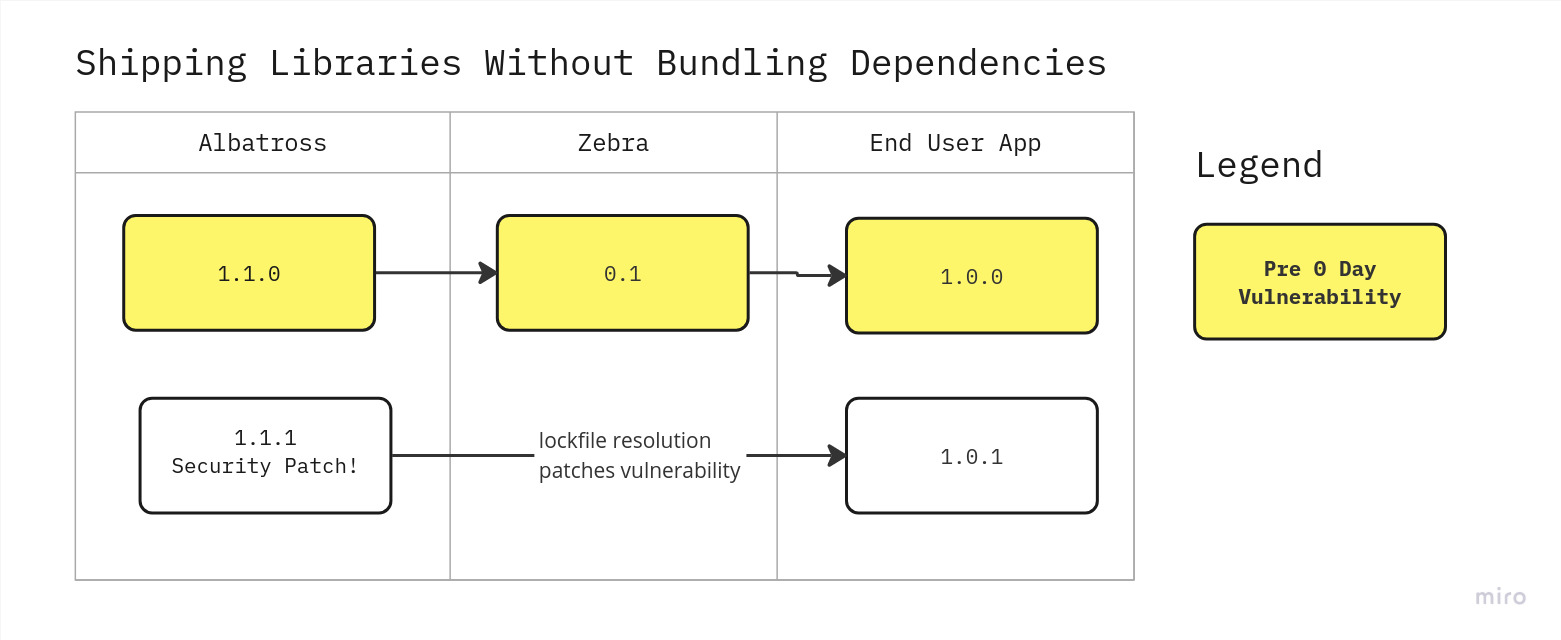 Shipping Libraries Without Bundling Dependencies
Albatross
Zebra
End User App
1.1.0
0.1
1.0.0
1.1.1
Security Patch!
lockfile resolution
patches vulnerability
1.0.1
Legend
Pre 0 Day
Vulnerability
miro